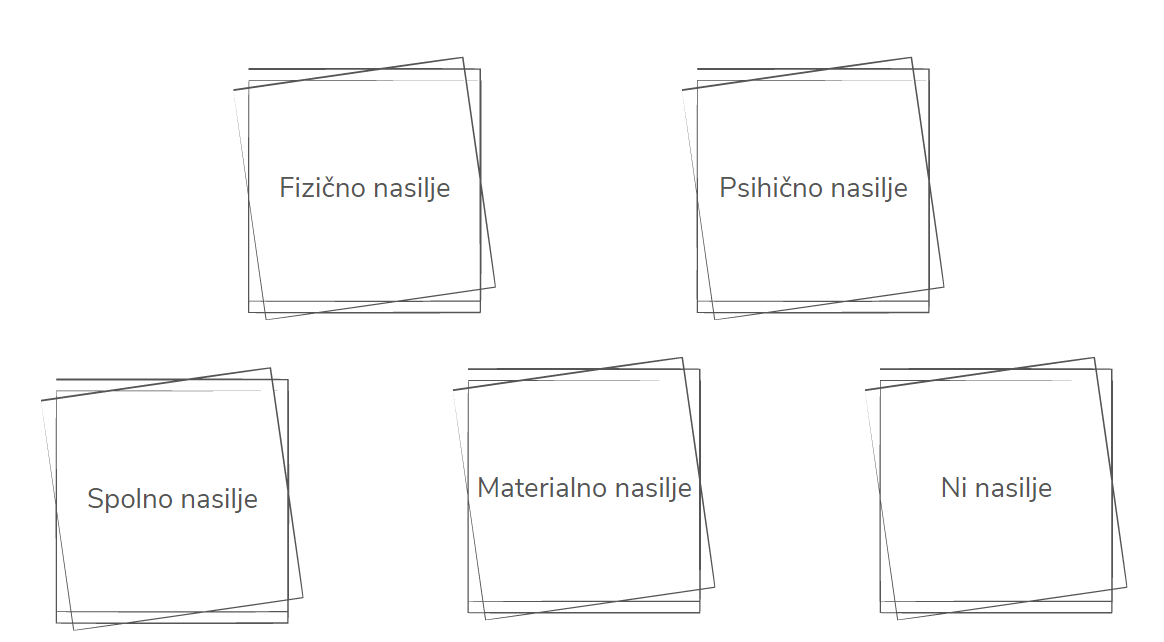 Fizično nasilje
Psihično nasilje
Spolno nasilje
Materialno nasilje
Ni nasilje